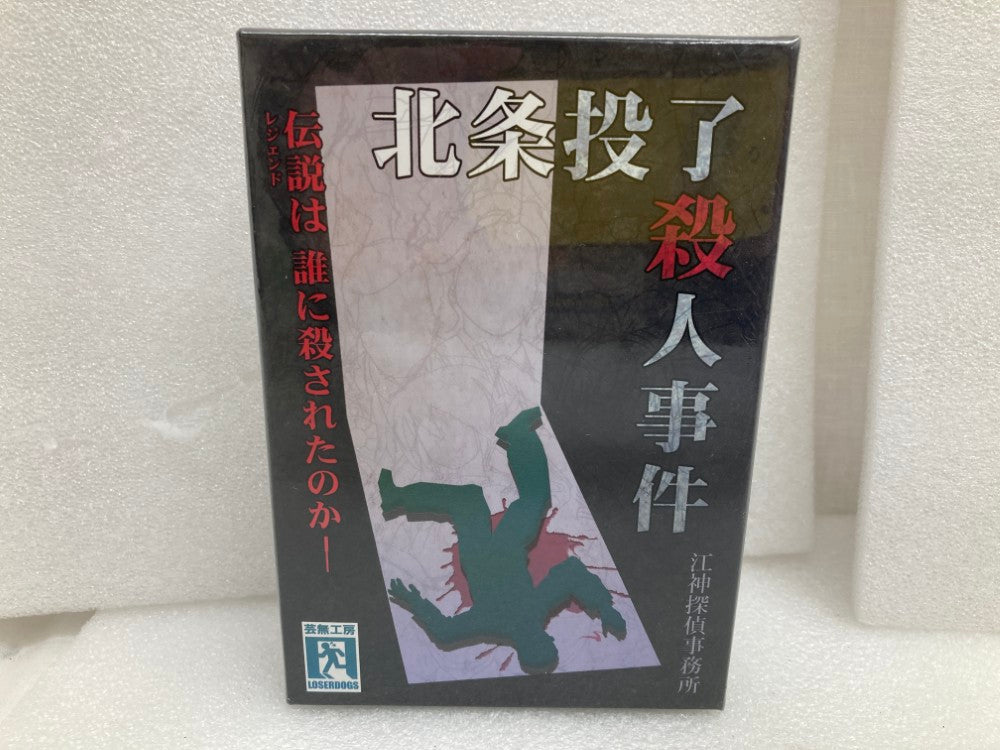 北条投了
殺人事件
伝説は 誰に殺されたのか―
レジェンド
江神探偵事務所
芸無工房
LOSERDOGS